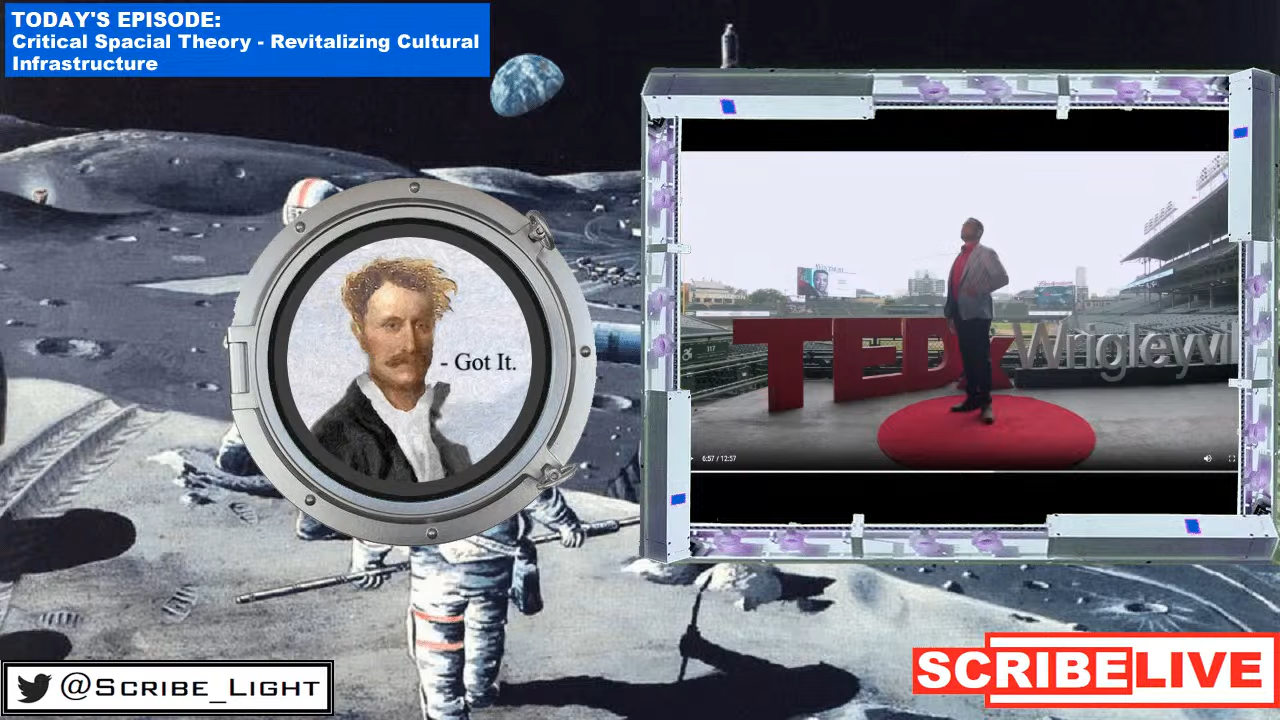 TODAY'S EPISODE:
Critical Spacial Theory - Revitalizing Cultural
Infrastructure
- Got It.
TEDx Wrigleyvi
6:57 / 12:57
@SCRIBE_LIGHT
SCRIBELIVE